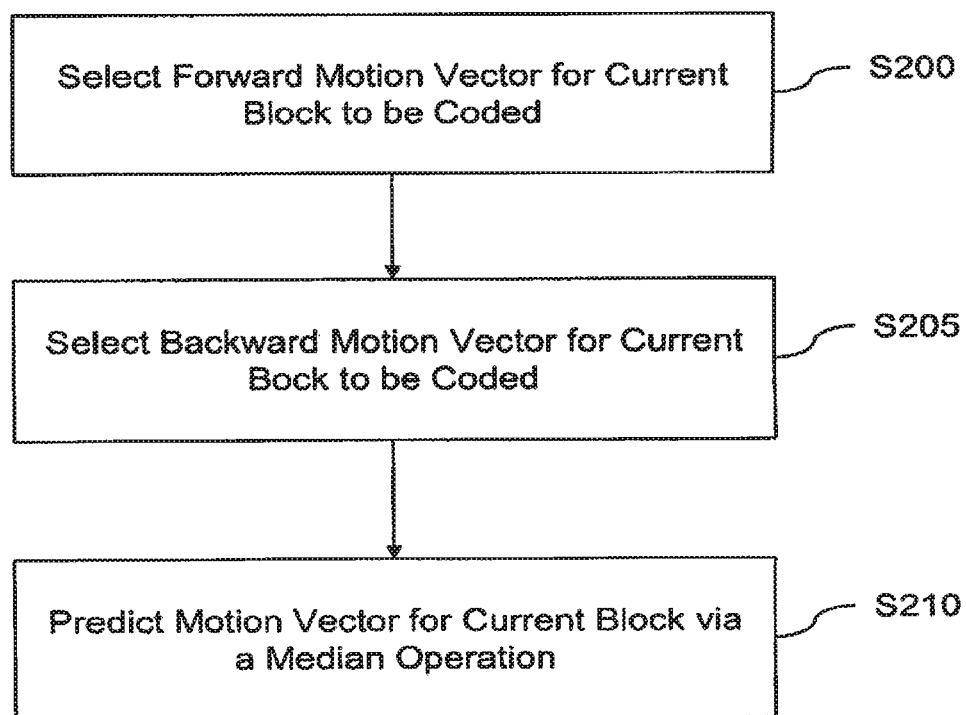 Select Forward Motion Vector for Current
Block to be Coded
S200
Select Backward Motion Vector for Current
Bock to be Coded
S205
Predict Motion Vector for Current Block via
a Median Operation
S210